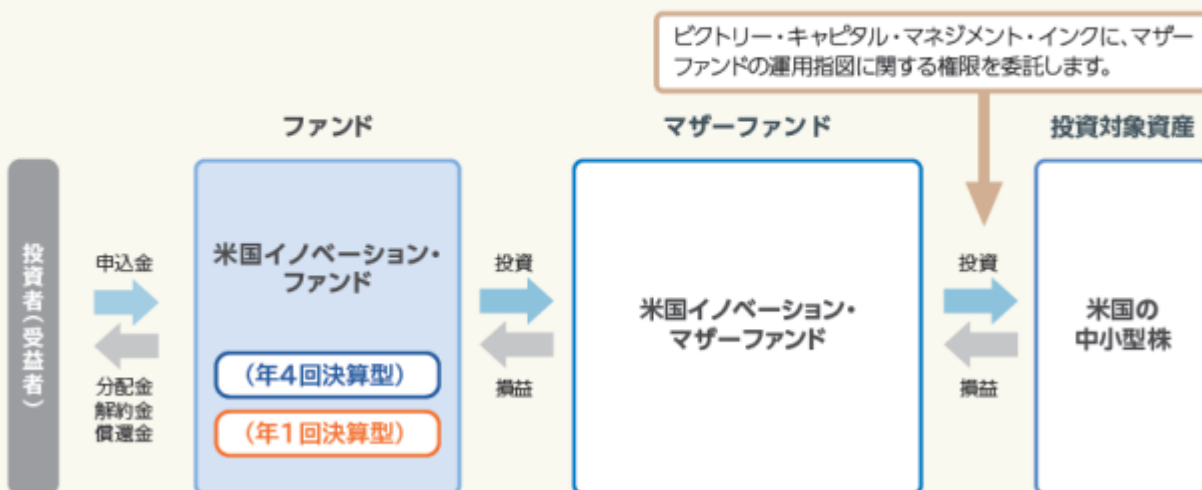 ビクトリー・キャピタル・マネジメント・インクに、マザー
ファンドの運用指図に関する権限を委託します。
ファンド
マザーファンド
投資対象資産
投資者（受益者）
申込金
分配金
解約金
償還金
米国イノベーション・
ファンド
（年4回決算型）
（年1回決算型）
投資
損益
米国イノベーション・
マザーファンド
投資
損益
米国の
中小型株